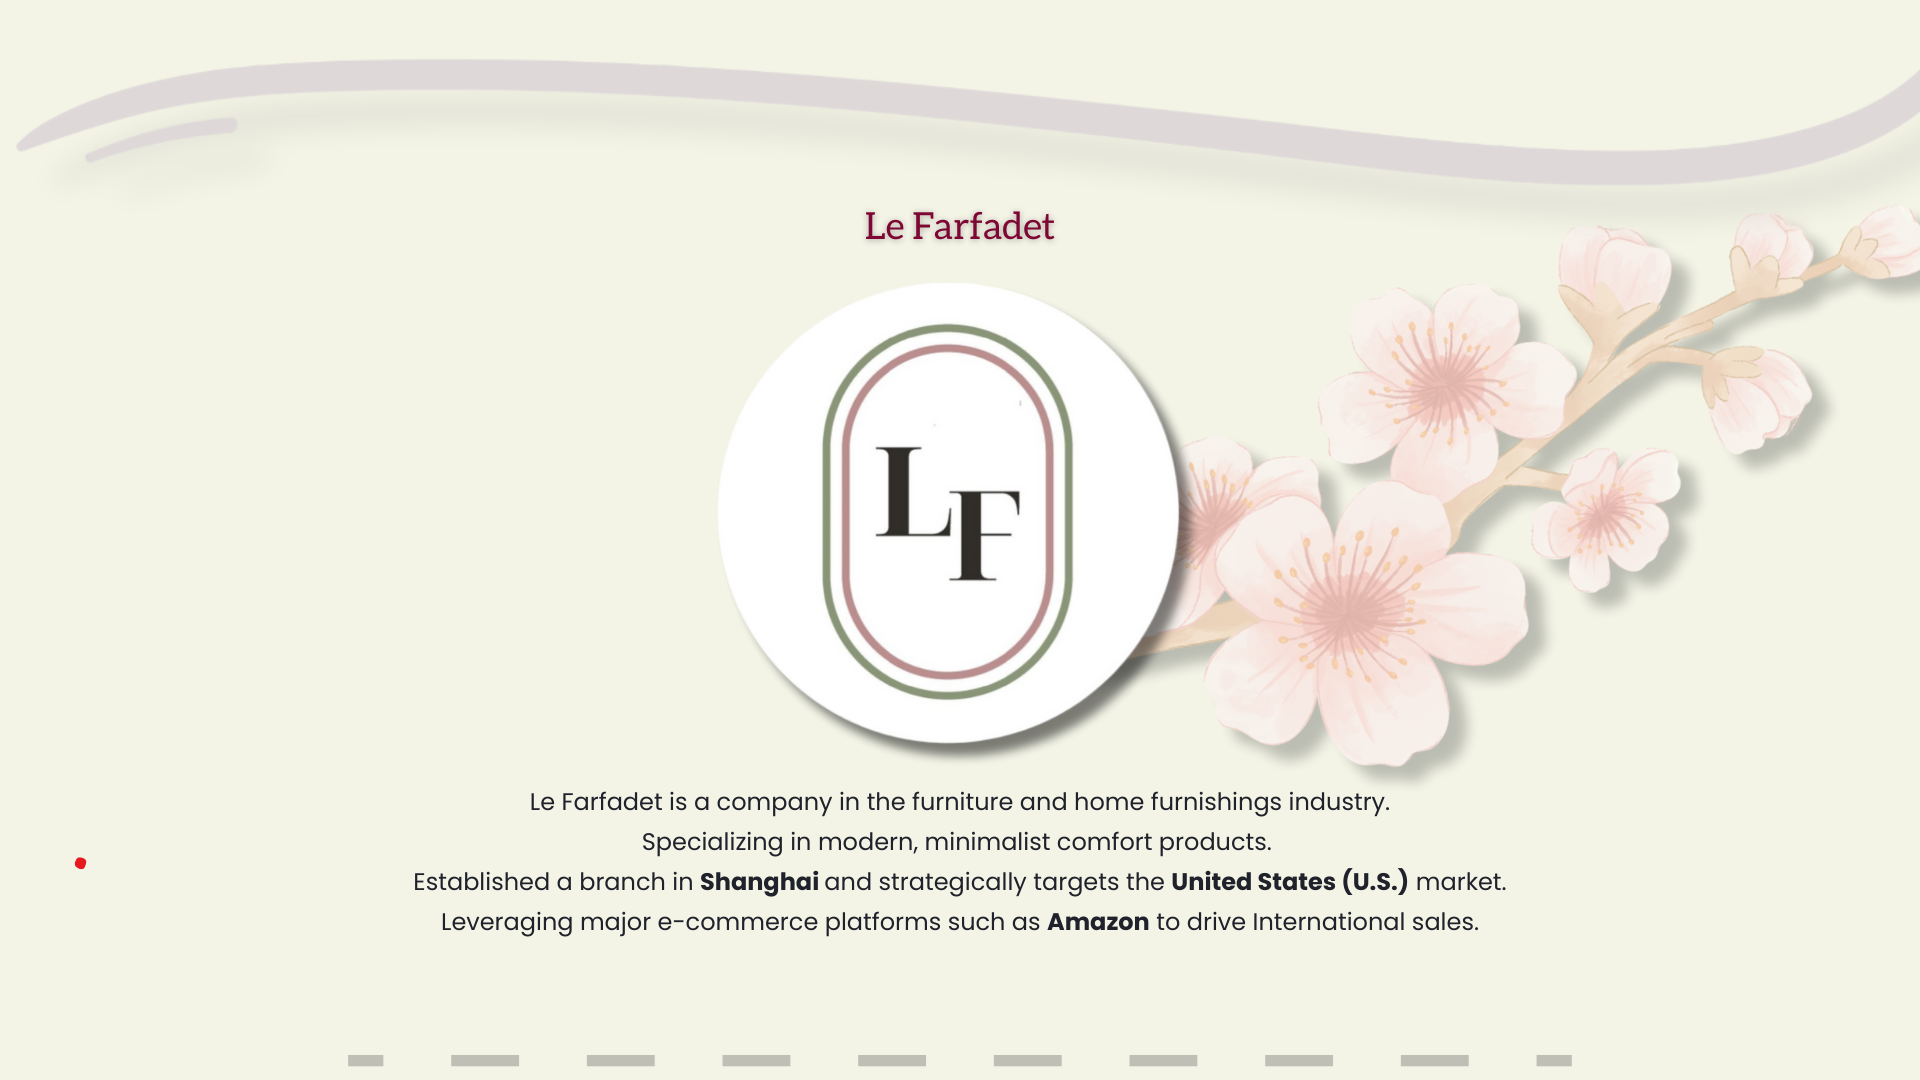 Le Farfadet
LF
Le Farfadet is a company in the furniture and home furnishings industry.
Specializing in modern, minimalist comfort products.
Established a branch in Shanghai and strategically targets the United States (U.S.) market.
Leveraging major e-commerce platforms such as Amazon to drive International sales.